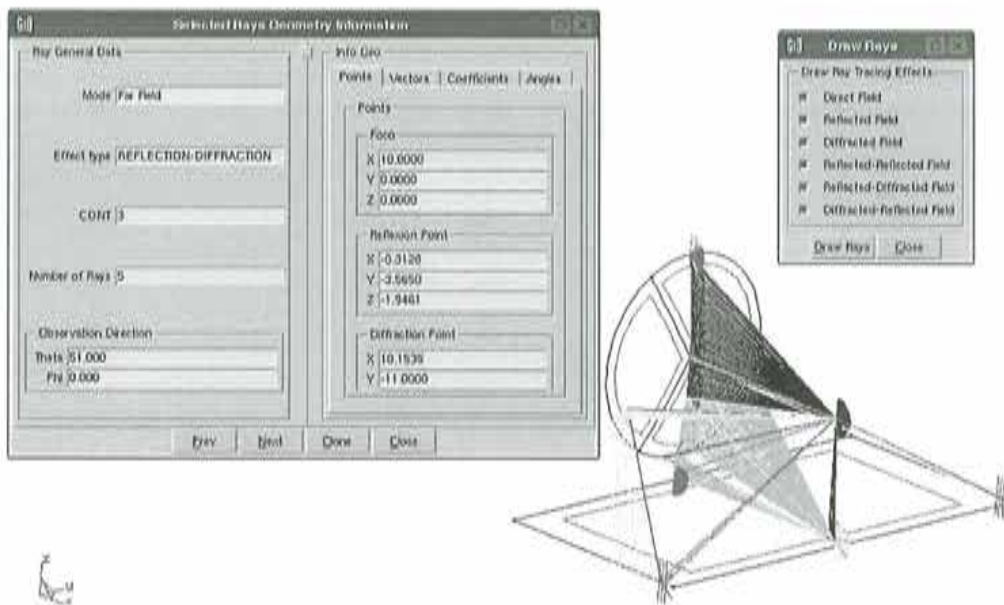 Selected Rays Geometry Information
Ray General Data
Mode Far Field
Effect type REFLECTION-DIFFRACTION
CONT 3
Number of Rays 5
Observation Direction
Theta 51.000
Phi 0.000
Info Geo
Points Vectors Coefficients Angles
Points
Foco
X 10.0000
Y 0.0000
Z 0.0000
Reflexion Point
X -0.3128
Y -3.5650
Z -1.9461
Diffraction Point
X 10.1539
Y -11.0000
Prev Next Done Close
Draw Rays
Draw Ray Tracing Effects
Direct Field
Reflected Field
Diffracted Field
Reflected-Reflected Field
Reflected-Diffracted Field
Diffracted-Reflected Field
Draw Rays Close